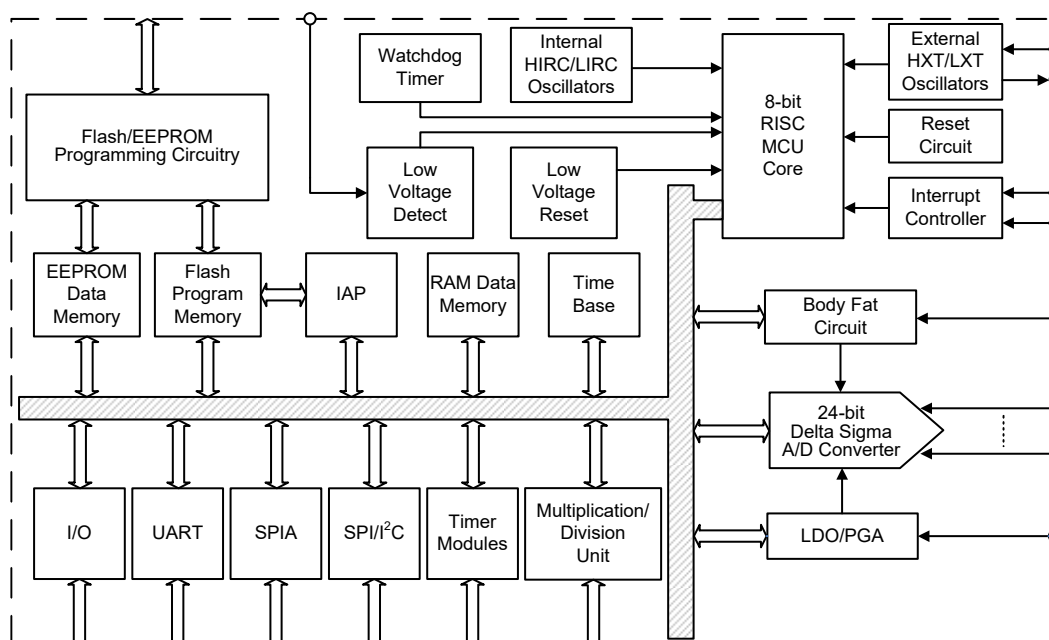 Watchdog
Timer
Internal
HIRC/LIRC
Oscillators
8-bit
RISC
MCU
Core
External
HXT/LXT
Oscillators
Flash/EEPROM
Programming Circuitry
Low
Voltage
Detect
Low
Voltage
Reset
Reset
Circuit
Interrupt
Controller
EEPROM
Data
Memory
Flash
Program
Memory
IAP
RAM Data
Memory
Time
Base
Body Fat
Circuit
24-bit
Delta Sigma
A/D Converter
I/O
UART
SPIA
SPI/I²C
Timer
Modules
Multiplication/
Division
Unit
LDO/PGA